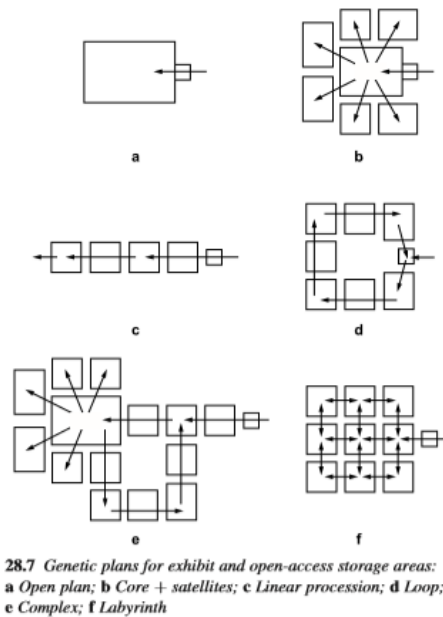 a
b
c
d
e
f
28.7 Genetic plans for exhibit and open-access storage areas:
a Open plan; b Core + satellites; c Linear procession; d Loop;
e Complex; f Labyrinth